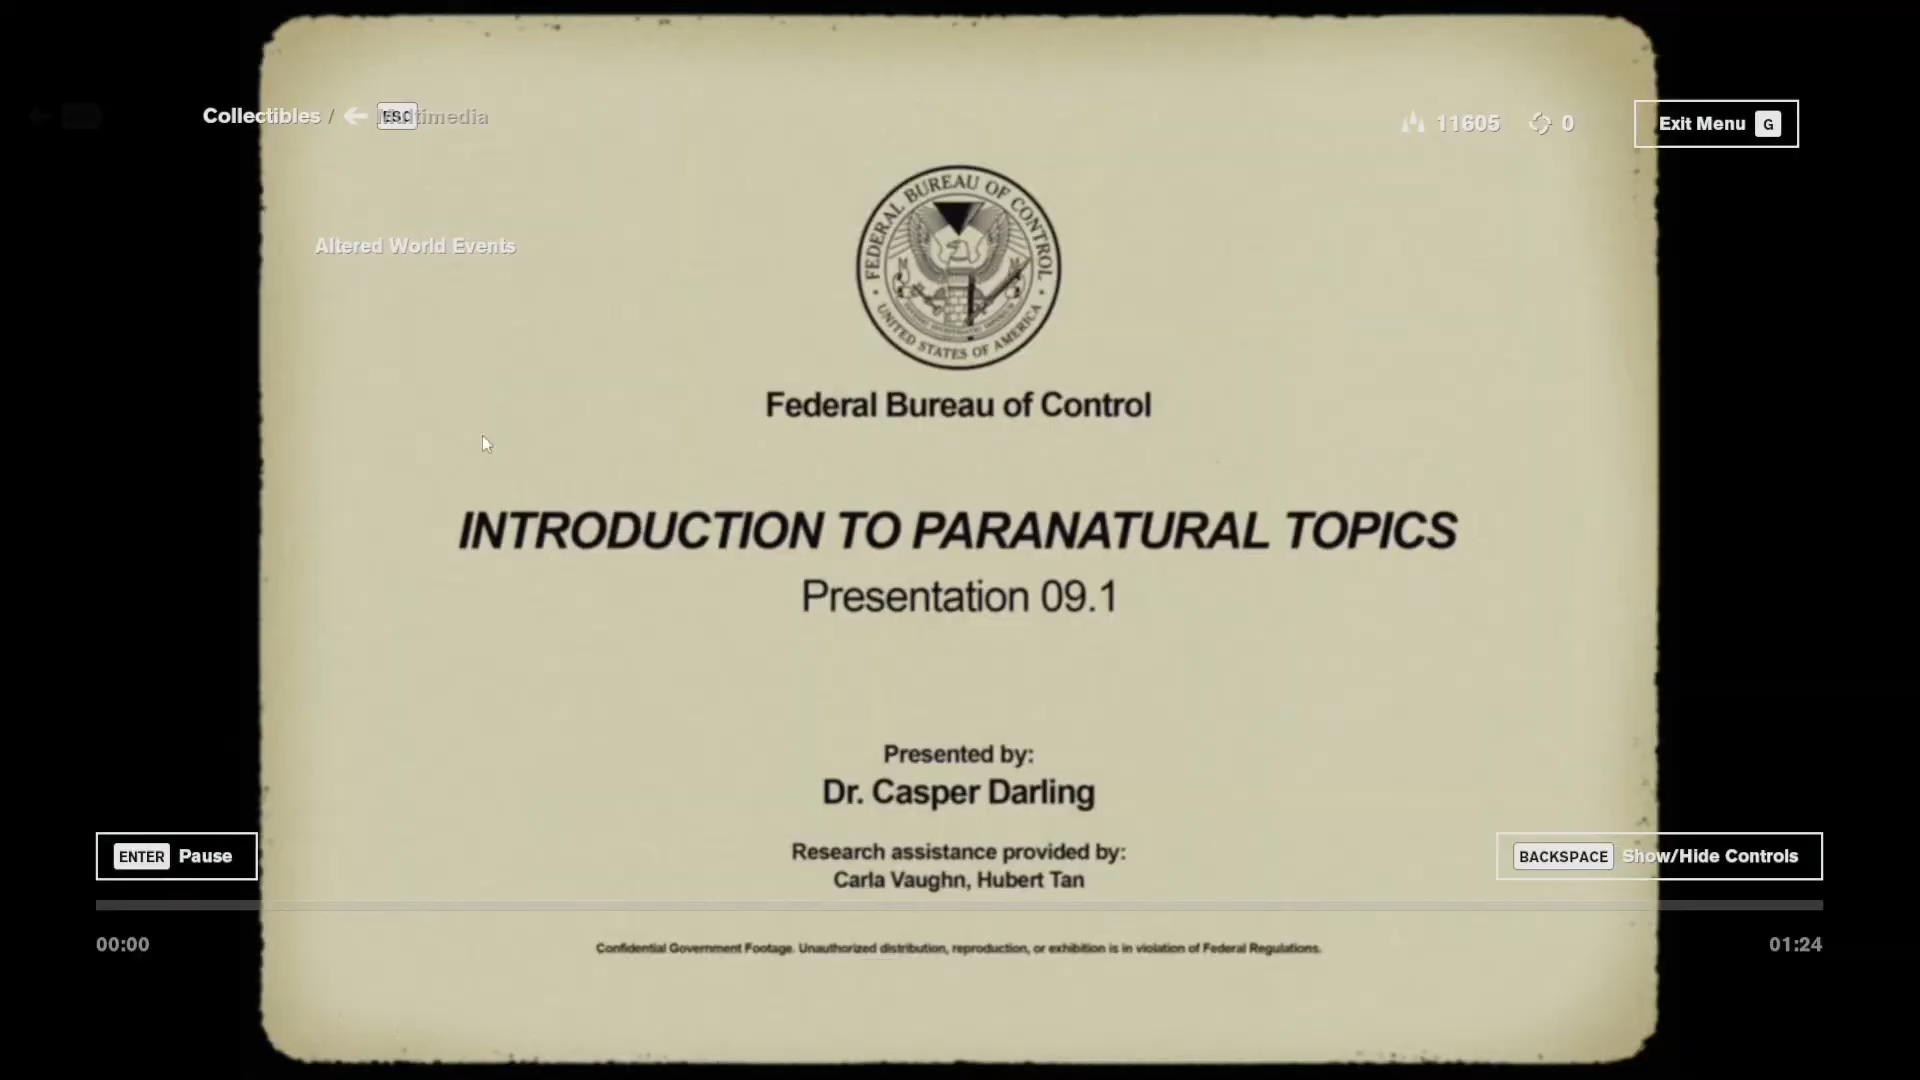 Collectibles / ESC Multimedia
11605 0
Exit Menu G
Altered World Events
FEDERAL BUREAU OF CONTROL
UNITED STATES OF AMERICA
Federal Bureau of Control
INTRODUCTION TO PARANATURAL TOPICS
Presentation 09.1
Presented by:
Dr. Casper Darling
Research assistance provided by:
Carla Vaughn, Hubert Tan
ENTER Pause
BACKSPACE Show/Hide Controls
00:00
01:24
Confidential Government Footage. Unauthorized distribution, reproduction, or exhibition is in violation of Federal Regulations.